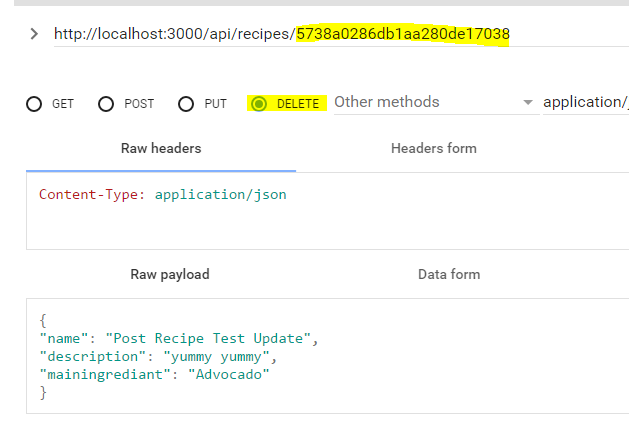 http://localhost:3000/api/recipes/5738a0286db1aa280de17038
GET POST PUT DELETE Other methods application/
Raw headers Headers form
Content-Type: application/json
Raw payload Data form
{
"name": "Post Recipe Test Update",
"description": "yummy yummy",
"mainingrediant": "Advocado"
}